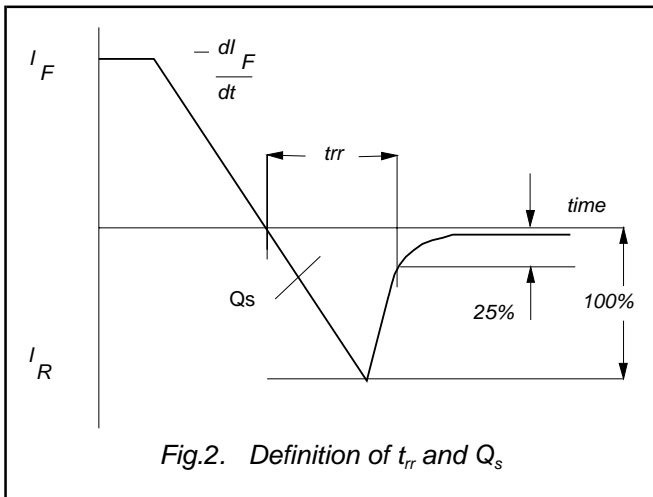 I F
– dI F
dt
trr
time
Qs
25%
100%
I R
Fig.2. Definition of trr and Qs